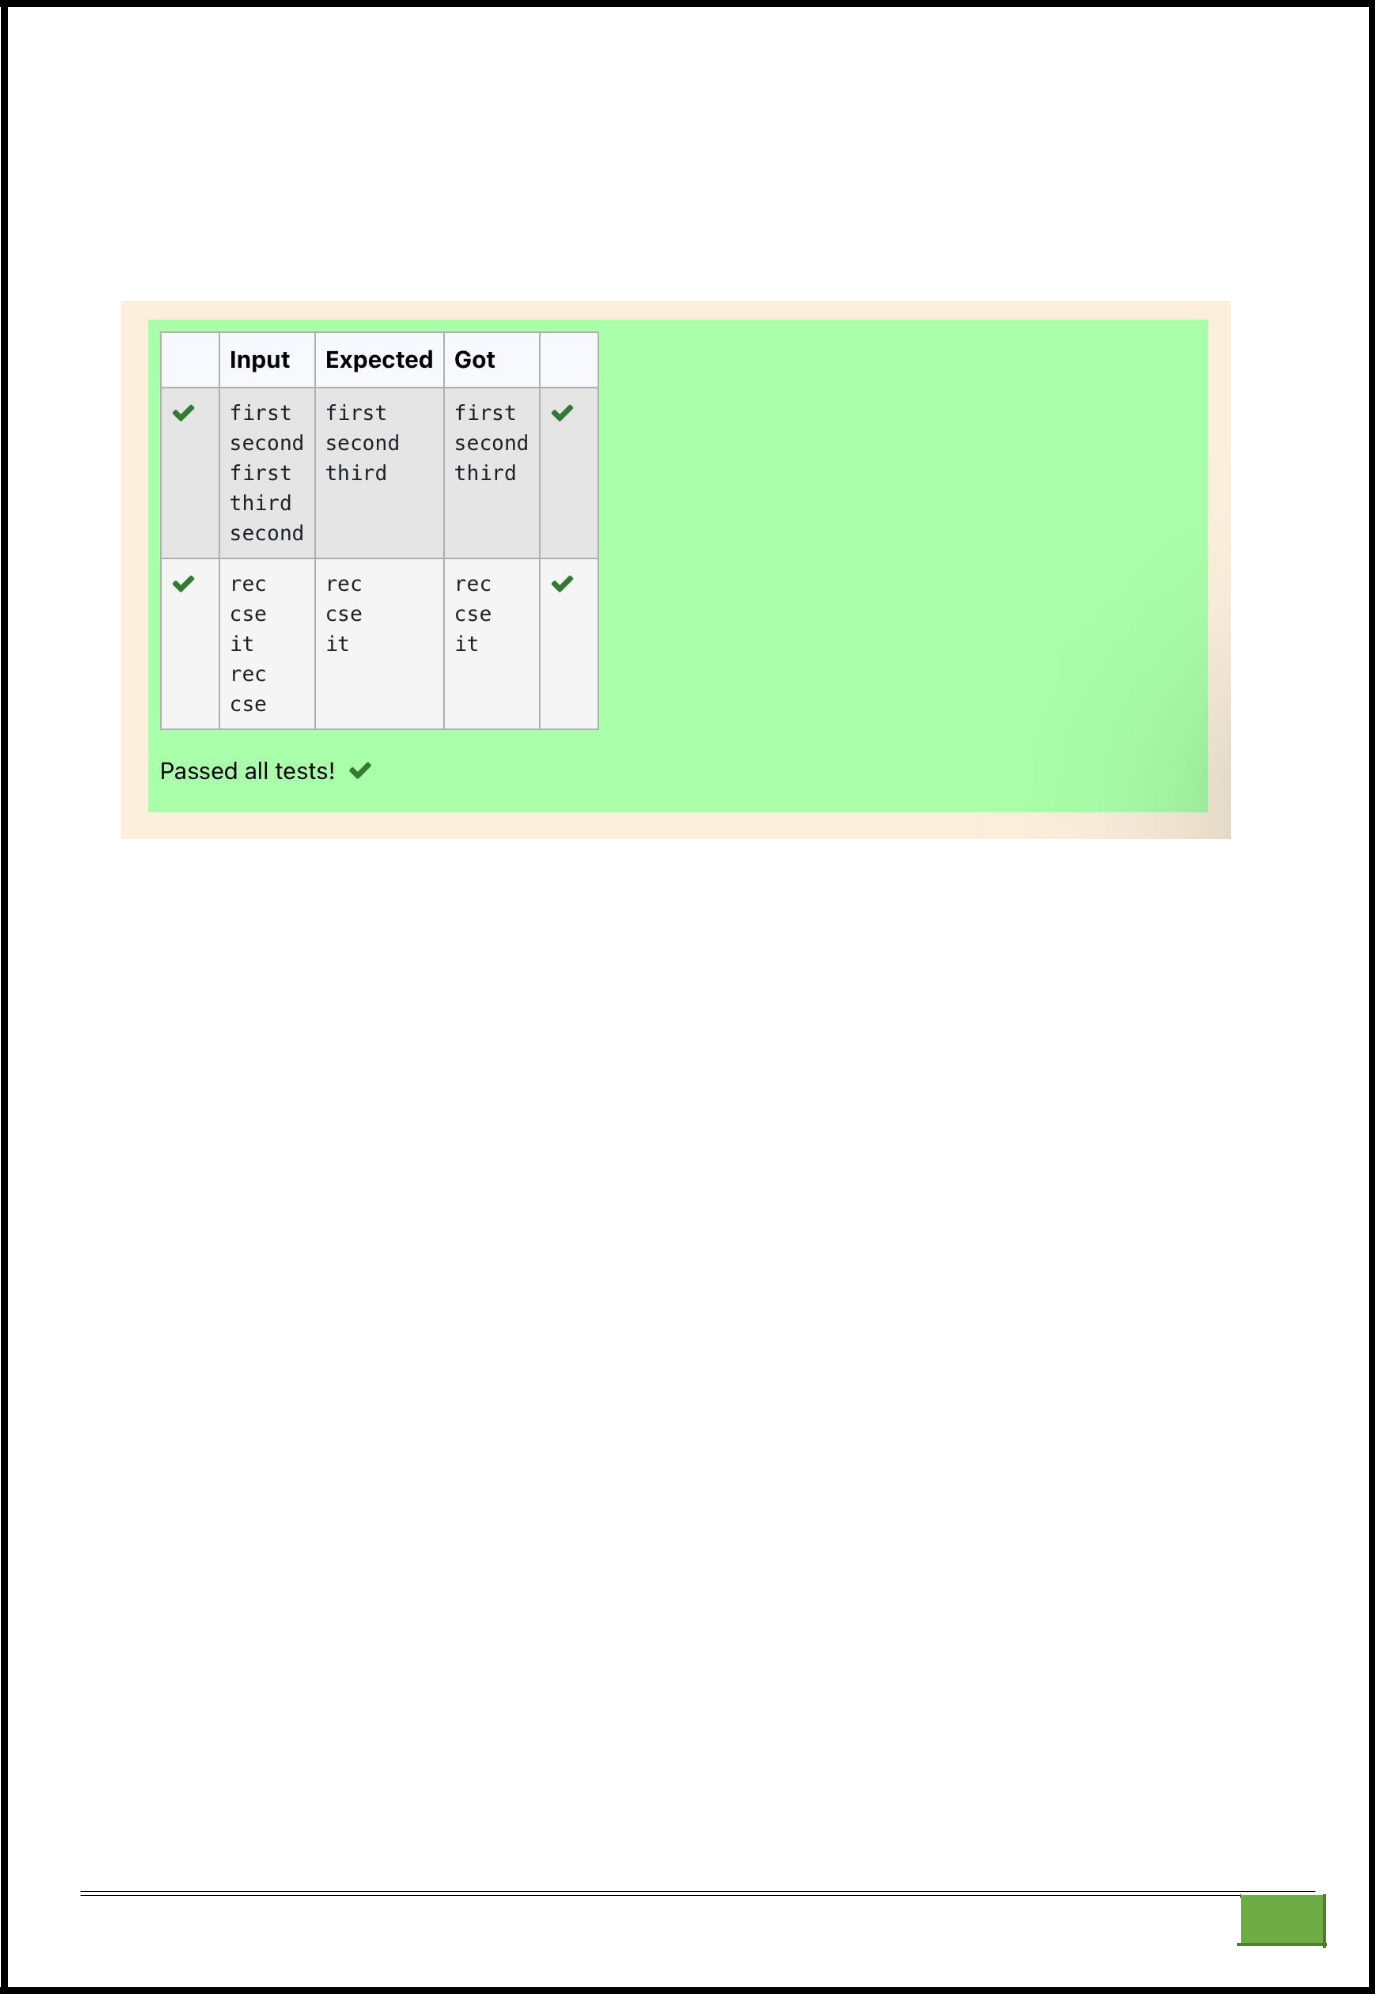 Input Expected Got
first first first
second second second
first third third
third
second
rec rec rec
cse cse cse
it it it
rec
cse
Passed all tests!